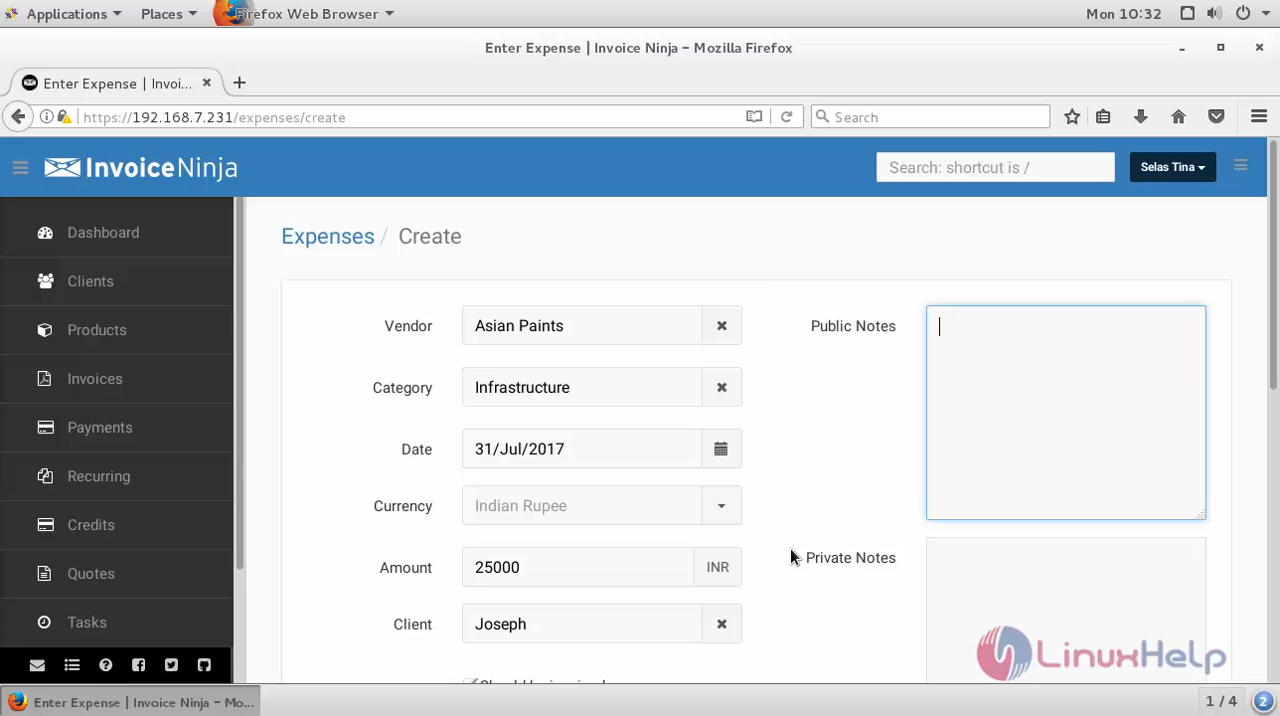 Applications Places Firefox Web Browser Mon 10:32
Enter Expense | Invoice Ninja – Mozilla Firefox
Enter Expense | Invoi...
https://192.168.7.231/expenses/create Search
InvoiceNinja Search: shortcut is / Selas Tina
Dashboard
Clients
Products
Invoices
Payments
Recurring
Credits
Quotes
Tasks
Expenses / Create
Vendor Asian Paints
Category Infrastructure
Date 31/Jul/2017
Currency Indian Rupee
Amount 25000 INR
Client Joseph
Public Notes
Private Notes
LinuxHelp
Enter Expense | Invoice Ninja – Mo... 1 / 4 2